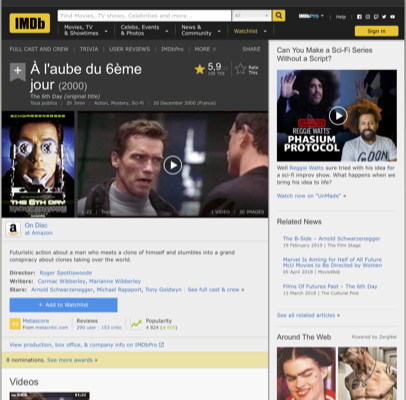 IMDb
Find Movies, TV shows, Celebrities and more...
All
IMDbPro
Help
Movies, TV
& Showtimes
Celebs, Events
& Photos
News &
Community
Watchlist
Sign in
FULL CAST AND CREW | TRIVIA | USER REVIEWS | IMDbPro | MORE
SHARE
À l'aube du 6ème
jour (2000)
The 6th Day (original title)
5,9
Rate
This
Tous publics | 2h 3min | Action, Mystery, Sci-Fi | 20 December 2000 (France)
SCHWARZENEGGER
THE 6TH DAY
1 VIDEO | 30 IMAGES
On Disc
at Amazon
Futuristic action about a man who meets a clone of himself and stumbles into a grand
conspiracy about clones taking over the world.
Director: Roger Spottiswoode
Writers: Cormac Wibberley, Marianne Wibberley
Stars: Arnold Schwarzenegger, Michael Rapaport, Tony Goldwyn | See full cast & crew »
+ Add to Watchlist
Metascore
From metacritic.com
Reviews
290 user | 153 critic
Popularity
View production, box office, & company info on IMDbPro
8 nominations. See more awards »
Videos
Can You Make a Sci-Fi Series
Without a Script?
REGGIE WATTS'
PHASIUM
PROTOCOL
Well Reggie Watts sure tried with his idea for
a sci-fi improv show. What happens when we
bring his idea to life?
Watch now on "UnMade" »
Related News
The B-Side – Arnold Schwarzenegger
19 February 2019 | The Film Stage
Marvel Is Aiming for Half of All Future
MCU Movies to Be Directed by Women
05 April 2018 | MovieWeb
Films Of Futures Past – The 6th Day
13 March 2018 | The Cultural Post
See all related articles »
Around The Web
Powered by ZergNet